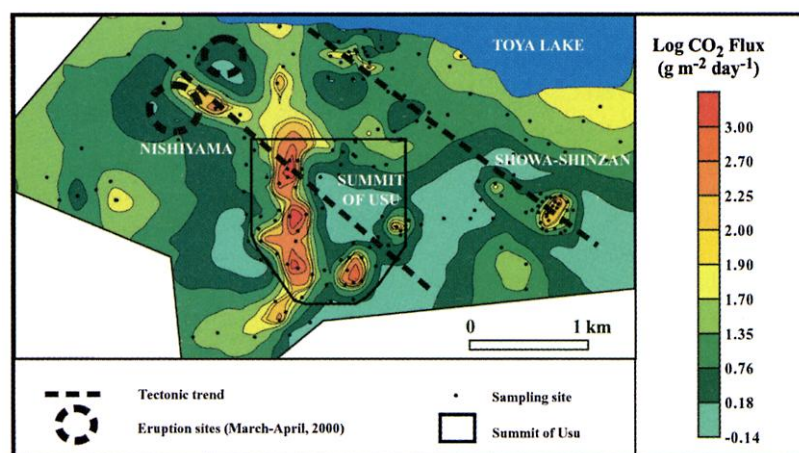 TOYA LAKE
NISHIYAMA
SUMMIT
OF USU
SHOWA-SHINZAN
0 1 km
Log CO2 Flux
(g m-2 day-1)
3.00
2.70
2.25
2.00
1.90
1.70
1.35
0.76
0.18
-0.14
Tectonic trend
Sampling site
Eruption sites (March-April, 2000)
Summit of Usu